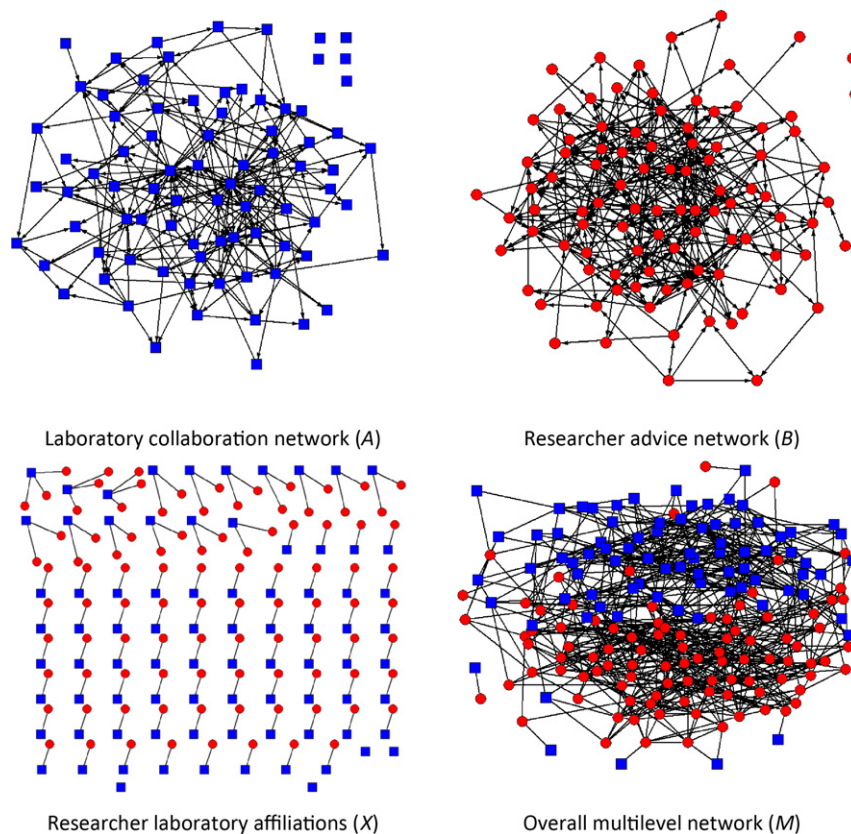 Laboratory collaboration network (A)
Researcher advice network (B)
Researcher laboratory affiliations (X)
Overall multilevel network (M)